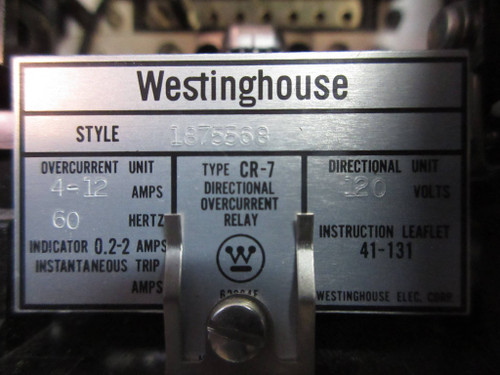 Westinghouse
STYLE 1875568
OVERCURRENT UNIT
4-12 AMPS
60 HERTZ
INDICATOR 0.2-2 AMPS
INSTANTANEOUS TRIP
AMPS
TYPE CR-7
DIRECTIONAL
OVERCURRENT
RELAY
W
DIRECTIONAL UNIT
120 VOLTS
INSTRUCTION LEAFLET
41-131
WESTINGHOUSE ELEC. CORP.